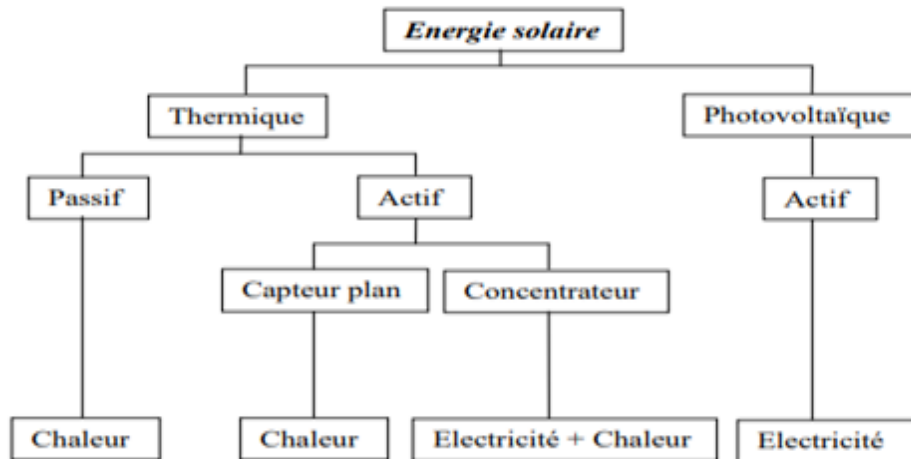 Energie solaire
Thermique
Photovoltaïque
Passif
Actif
Actif
Capteur plan
Concentrateur
Chaleur
Chaleur
Electricité + Chaleur
Electricité